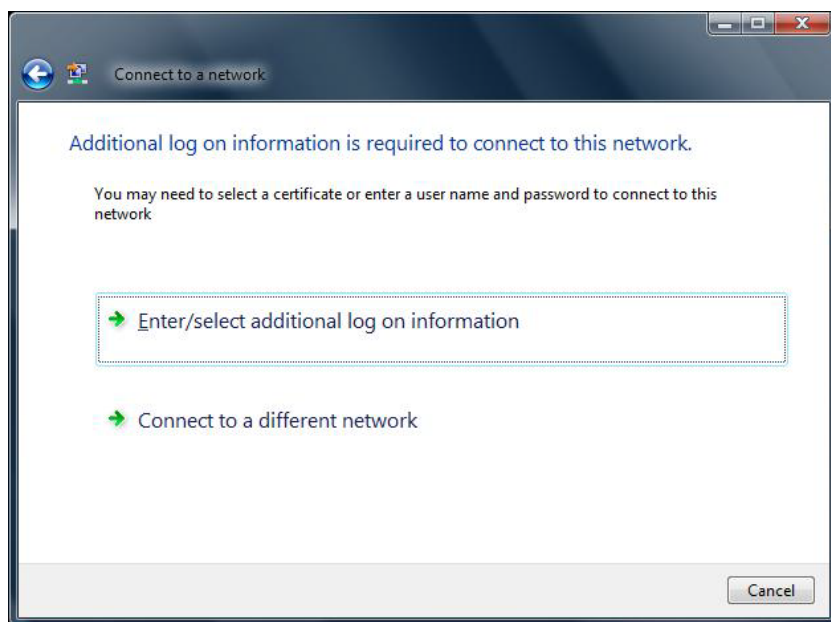 Connect to a network
Additional log on information is required to connect to this network.
You may need to select a certificate or enter a user name and password to connect to this
network
Enter/select additional log on information
Connect to a different network
Cancel